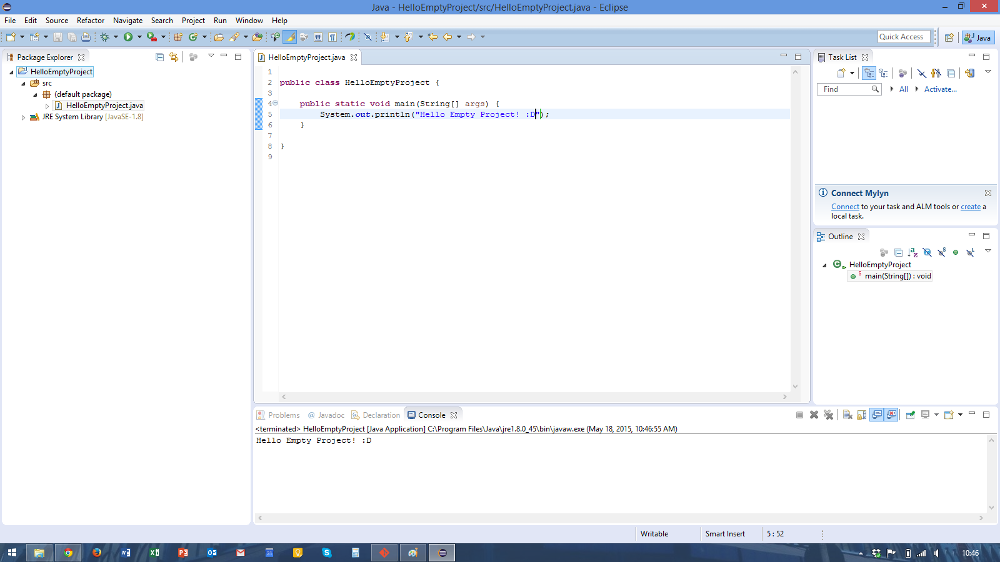 Java - HelloEmptyProject/src/HelloEmptyProject.java - Eclipse
File Edit Source Refactor Navigate Search Project Run Window Help
Quick Access
Java
Package Explorer
HelloEmptyProject
src
(default package)
HelloEmptyProject.java
JRE System Library [JavaSE-1.8]
HelloEmptyProject.java
1
2 public class HelloEmptyProject {
3
4 public static void main(String[] args) {
5 System.out.println("Hello Empty Project! :D");
6 }
7
8 }
9
Task List
Find
All
Activate...
Connect Mylyn
Connect to your task and ALM tools or create a
local task.
Outline
HelloEmptyProject
main(String[]) : void
Problems @ Javadoc Declaration Console
<terminated> HelloEmptyProject [Java Application] C:\Program Files\Java\jre1.8.0_45\bin\javaw.exe (May 18, 2015, 10:46:55 AM)
Hello Empty Project! :D
Writable Smart Insert 5 : 52
10:46